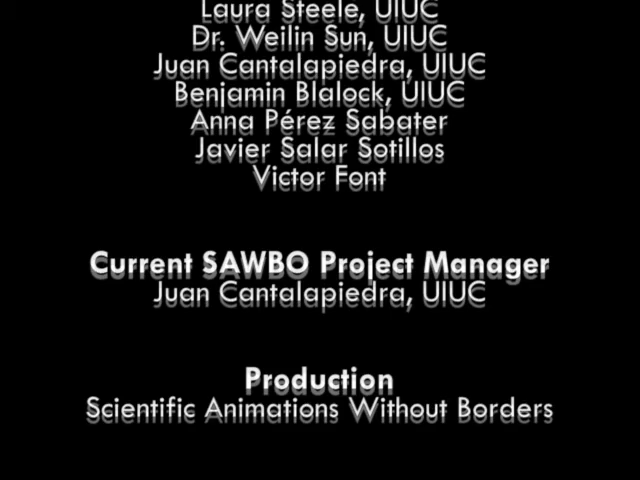 Laura Steele, UIUC
Dr. Weilin Sun, UIUC
Juan Cantalapiedra, UIUC
Benjamin Blalock, UIUC
Anna Pérez Sabater
Javier Salar Sotillos
Victor Font
Current SAWBO Project Manager
Juan Cantalapiedra, UIUC
Production
Scientific Animations Without Borders